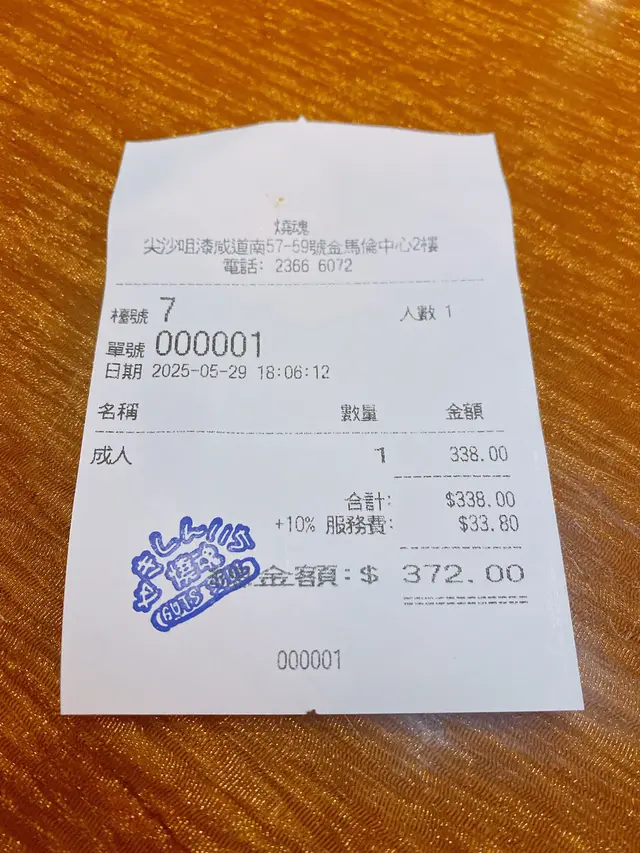 燒魂
尖沙咀漆咸道南57-59號金馬倫中心2樓
電話: 2366 6072
檯號 7 人數 1
單號 000001
日期 2025-05-29 18:06:12
名稱 數量 金額
成人 1 338.00
合計: $338.00
+10% 服務費: $33.80
金額:$ 372.00
燒魂
000001